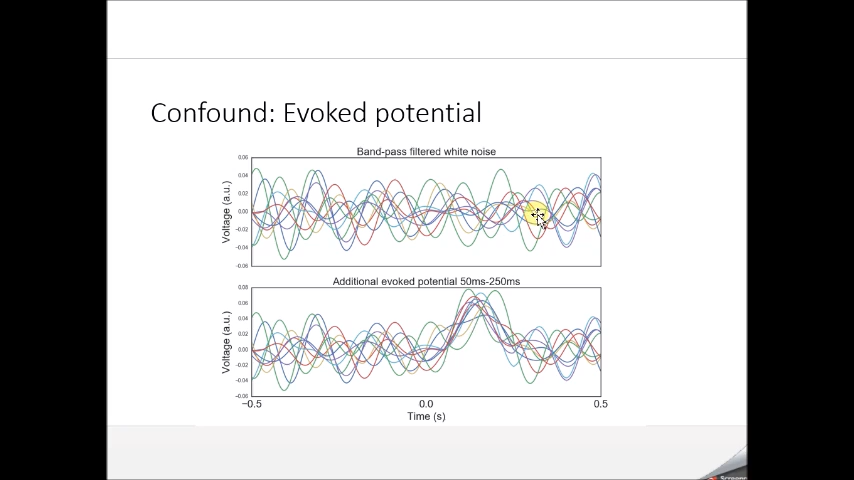 Confound: Evoked potential
Band-pass filtered white noise
0.06
0.04
0.02
0.00
−0.02
−0.04
−0.06
Voltage (a.u.)
Additional evoked potential 50ms-250ms
0.08
0.06
0.04
0.02
0.00
−0.02
−0.04
−0.06
Voltage (a.u.)
−0.5 0.0 0.5
Time (s)